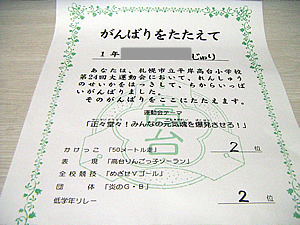 がんばりをたたえて
1年 じゅり
あなたは、札幌市立平岸高台小学校
第24回大運動会において、れんしゅう
のせいかをはっきして、ちからいっぱ
いがんばりました。
そのがんばりをここにたたえます。
運動会テーマ
「正々堂々!みんなの元気魂を爆発させろ!」
かけっこ 「50メートル走」 2位
表現 「高台りんごっ子ソーラン」
全校競技 「めざせVゴール」
団体 「炎のG・B」
低学年リレー 2位